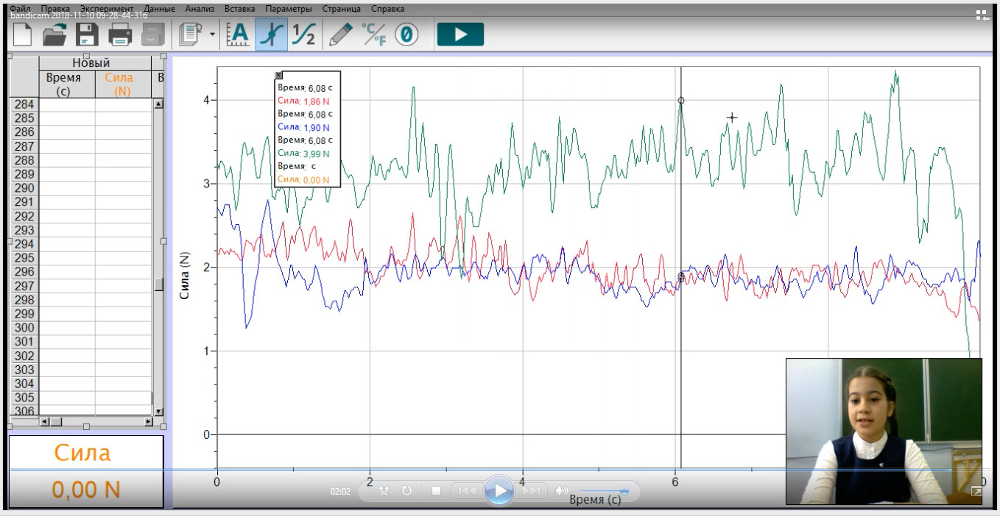 Файл Правка Эксперимент Данные Анализ Вставка Параметры Страница Справка
bandicam 2018-11-10 09-28-44-316
A 1/2 °C/°F 0
Новый
Время Сила В
(с) (N)
284
285
286
287
288
289
290
291
292
293
294
295
296
297
298
299
300
301
302
303
304
305
306
Сила
0,00 N
Время: 6,08 с
Сила: 1,86 N
Время: 6,08 с
Сила: 1,90 N
Время: 6,08 с
Сила: 3,99 N
Время: с
Сила: 0,00 N
Сила (N)
4
3
2
1
0
0 2 4 6 0
02:02
Время (с)